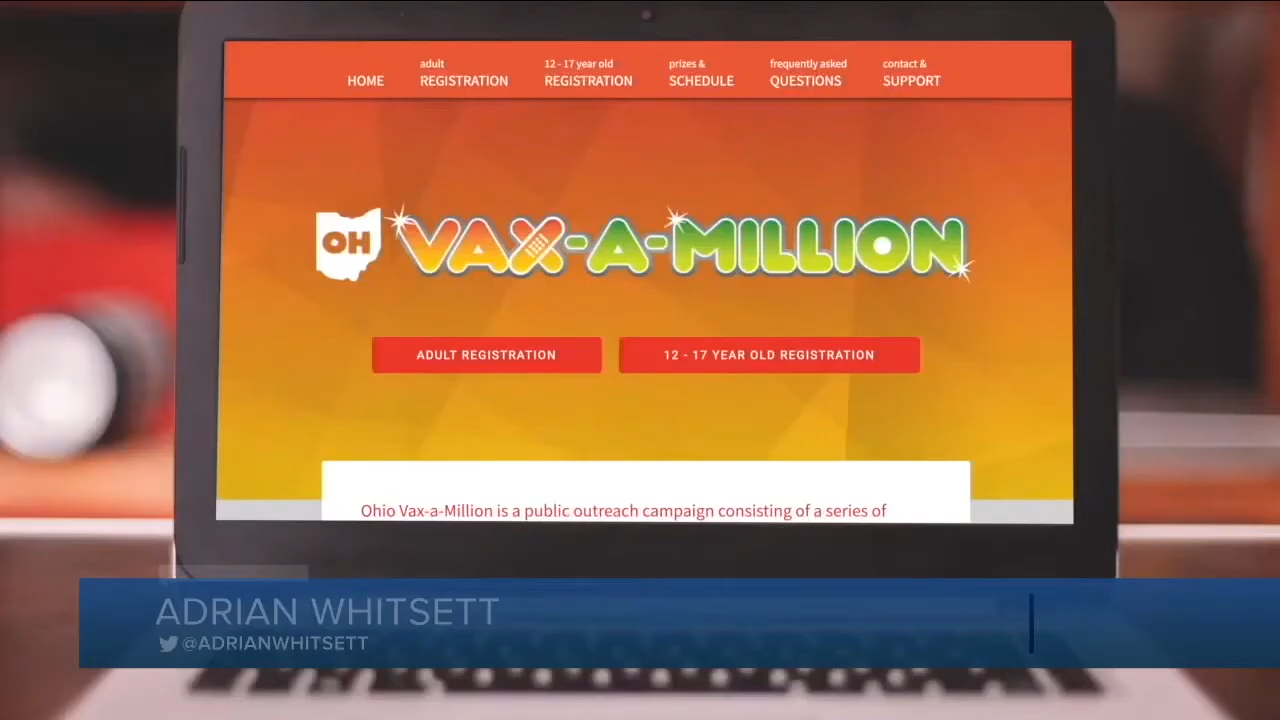 adult 12 - 17 year old prizes & frequently asked contact &
HOME REGISTRATION REGISTRATION SCHEDULE QUESTIONS SUPPORT
OH VAX-A-MILLION
ADULT REGISTRATION 12 - 17 YEAR OLD REGISTRATION
Ohio Vax-a-Million is a public outreach campaign consisting of a series of
ADRIAN WHITSETT
@ADRIANWHITSETT